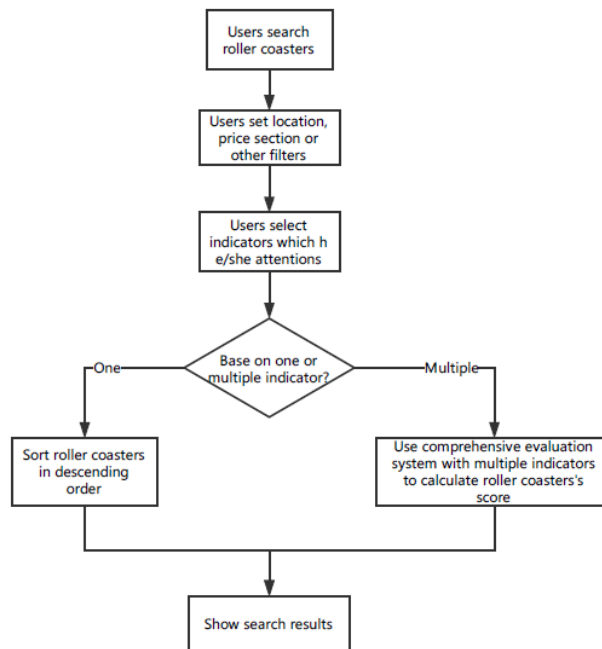 Users search
roller coasters
Users set location,
price section or
other filters
Users select
indicators which h
e/she attentions
Base on one or
multiple indicator?
One
Multiple
Sort roller coasters
in descending
order
Use comprehensive evaluation
system with multiple indicators
to calculate roller coasters's
score
Show search results